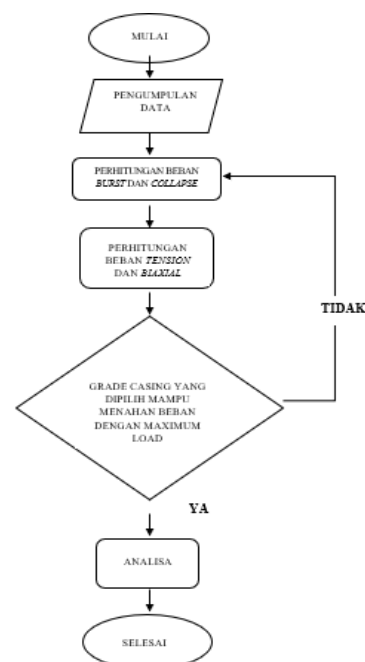 MULAI
PENGUMPULAN
DATA
PERHITUNGAN BEBAN
BURST DAN COLLAPSE
PERHITUNGAN
BEBAN TENSION
DAN BIAXIAL
TIDAK
GRADE CASING YANG
DIPILIH MAMPU
MENAHAN BEBAN
DENGAN MAXIMUM
LOAD
YA
ANALISA
SELESAI